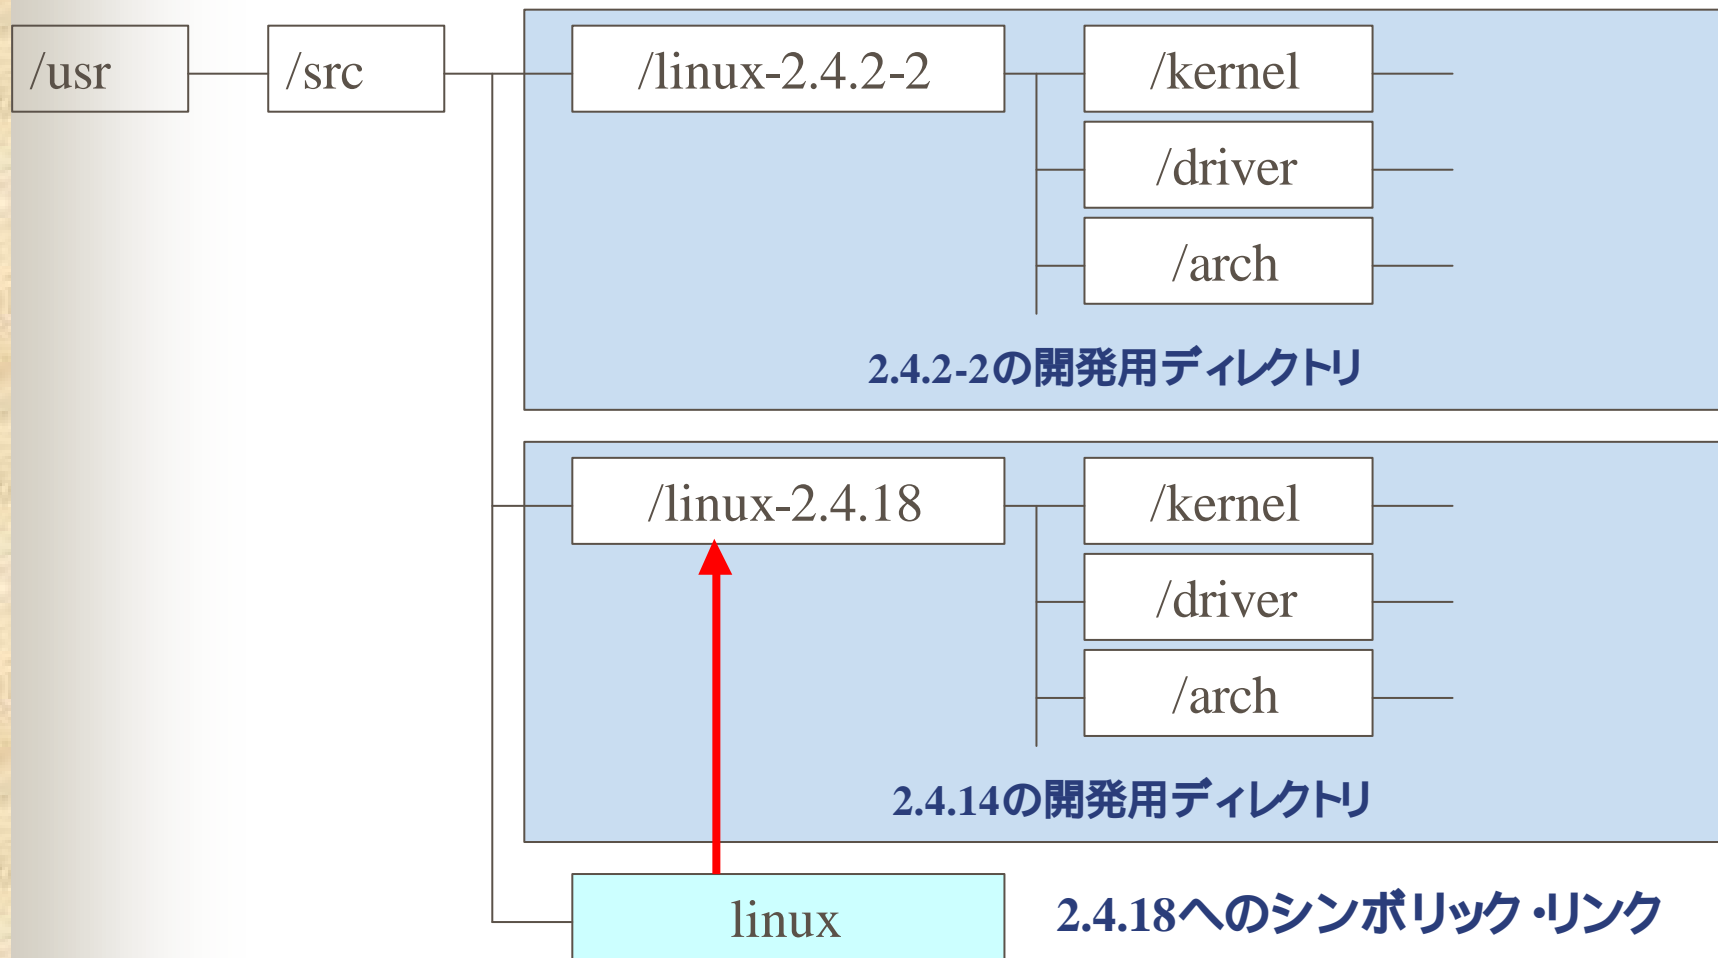 /usr
/src
/linux-2.4.2-2
/kernel
/driver
/arch
2.4.2-2の開発用ディレクトリ
/linux-2.4.18
/kernel
/driver
/arch
2.4.14の開発用ディレクトリ
linux
2.4.18へのシンボリック・リンク